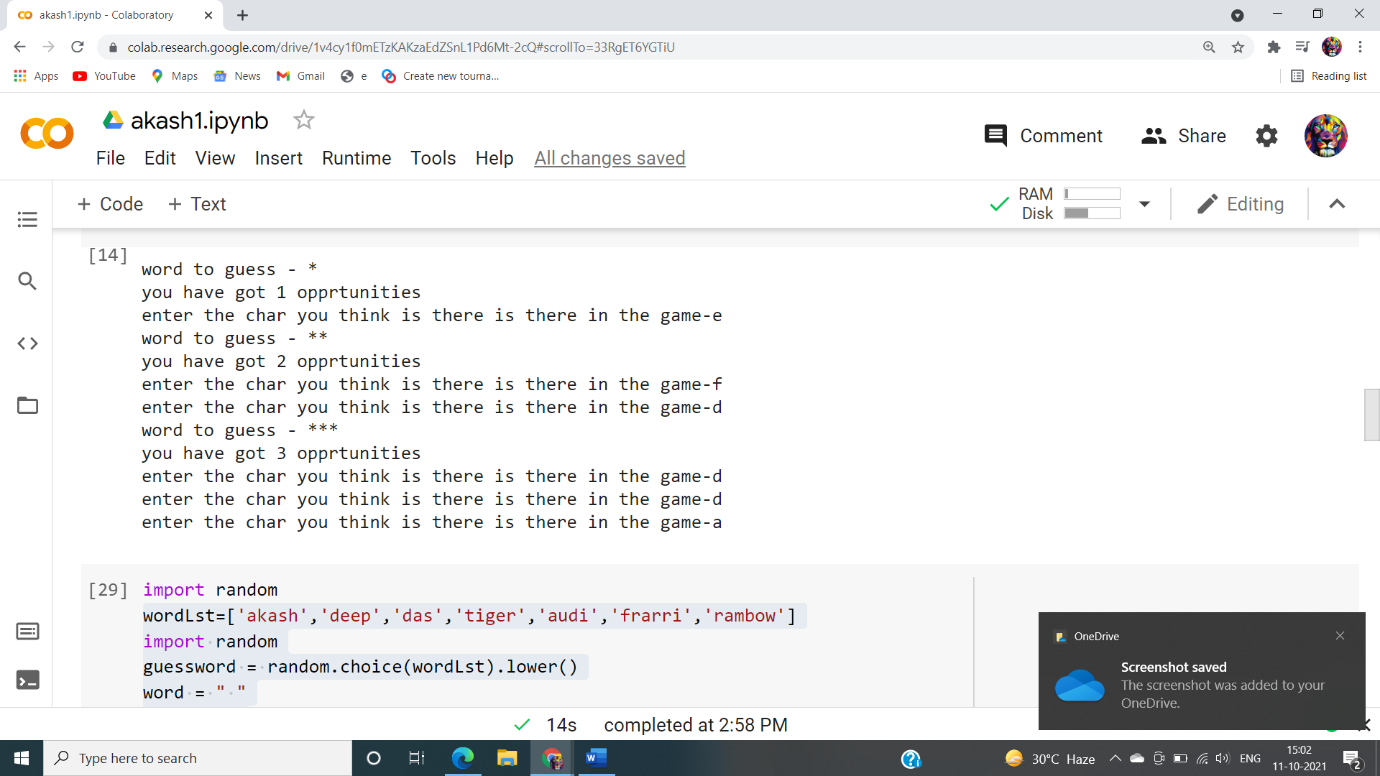 akash1.ipynb - Colaboratory
colab.research.google.com/drive/1v4cy1f0mETzKAKzaEdZSnL1Pd6Mt-2cQ#scrollTo=33RgET6YGTiU
Apps YouTube Maps News Gmail e Create new tourna... Reading list
akash1.ipynb
Comment Share
File Edit View Insert Runtime Tools Help All changes saved
+ Code + Text RAM Disk Editing
[14]
word to guess - *
you have got 1 opprtunities
enter the char you think is there is there in the game-e
word to guess - **
you have got 2 opprtunities
enter the char you think is there is there in the game-f
enter the char you think is there is there in the game-d
word to guess - ***
you have got 3 opprtunities
enter the char you think is there is there in the game-d
enter the char you think is there is there in the game-d
enter the char you think is there is there in the game-a
[29] import random
wordLst=['akash','deep','das','tiger','audi','frarri','rambow']
import random
guessword = random.choice(wordLst).lower()
word = " "
OneDrive
Screenshot saved
The screenshot was added to your
OneDrive.
14s completed at 2:58 PM
Type here to search
30°C Haze ENG
15:02
11-10-2021
2